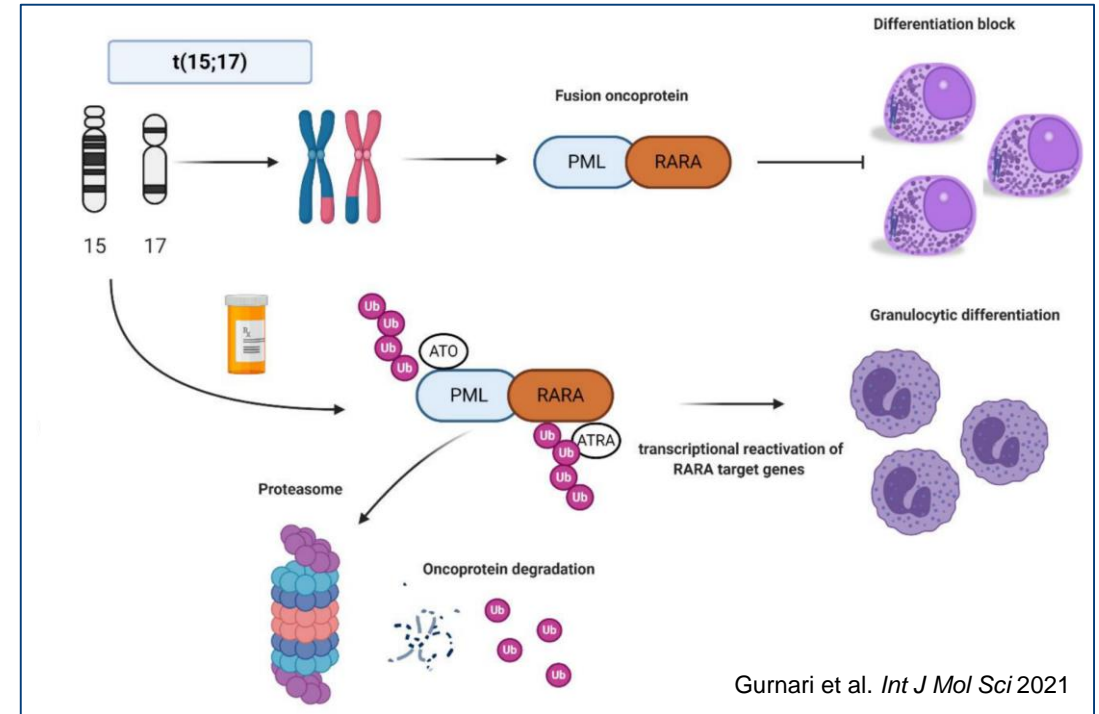 Differentiation block
t(15;17)
Fusion oncoprotein
PML
RARA
15
17
Granulocytic differentiation
Ub
Ub
Ub
Ub
ATO
PML
RARA
Ub
Ub
ATRA
Ub
Ub
transcriptional reactivation of
RARA target genes
Proteasome
Oncoprotein degradation
Ub
Ub
Ub
Ub
Gurnari et al. Int J Mol Sci 2021